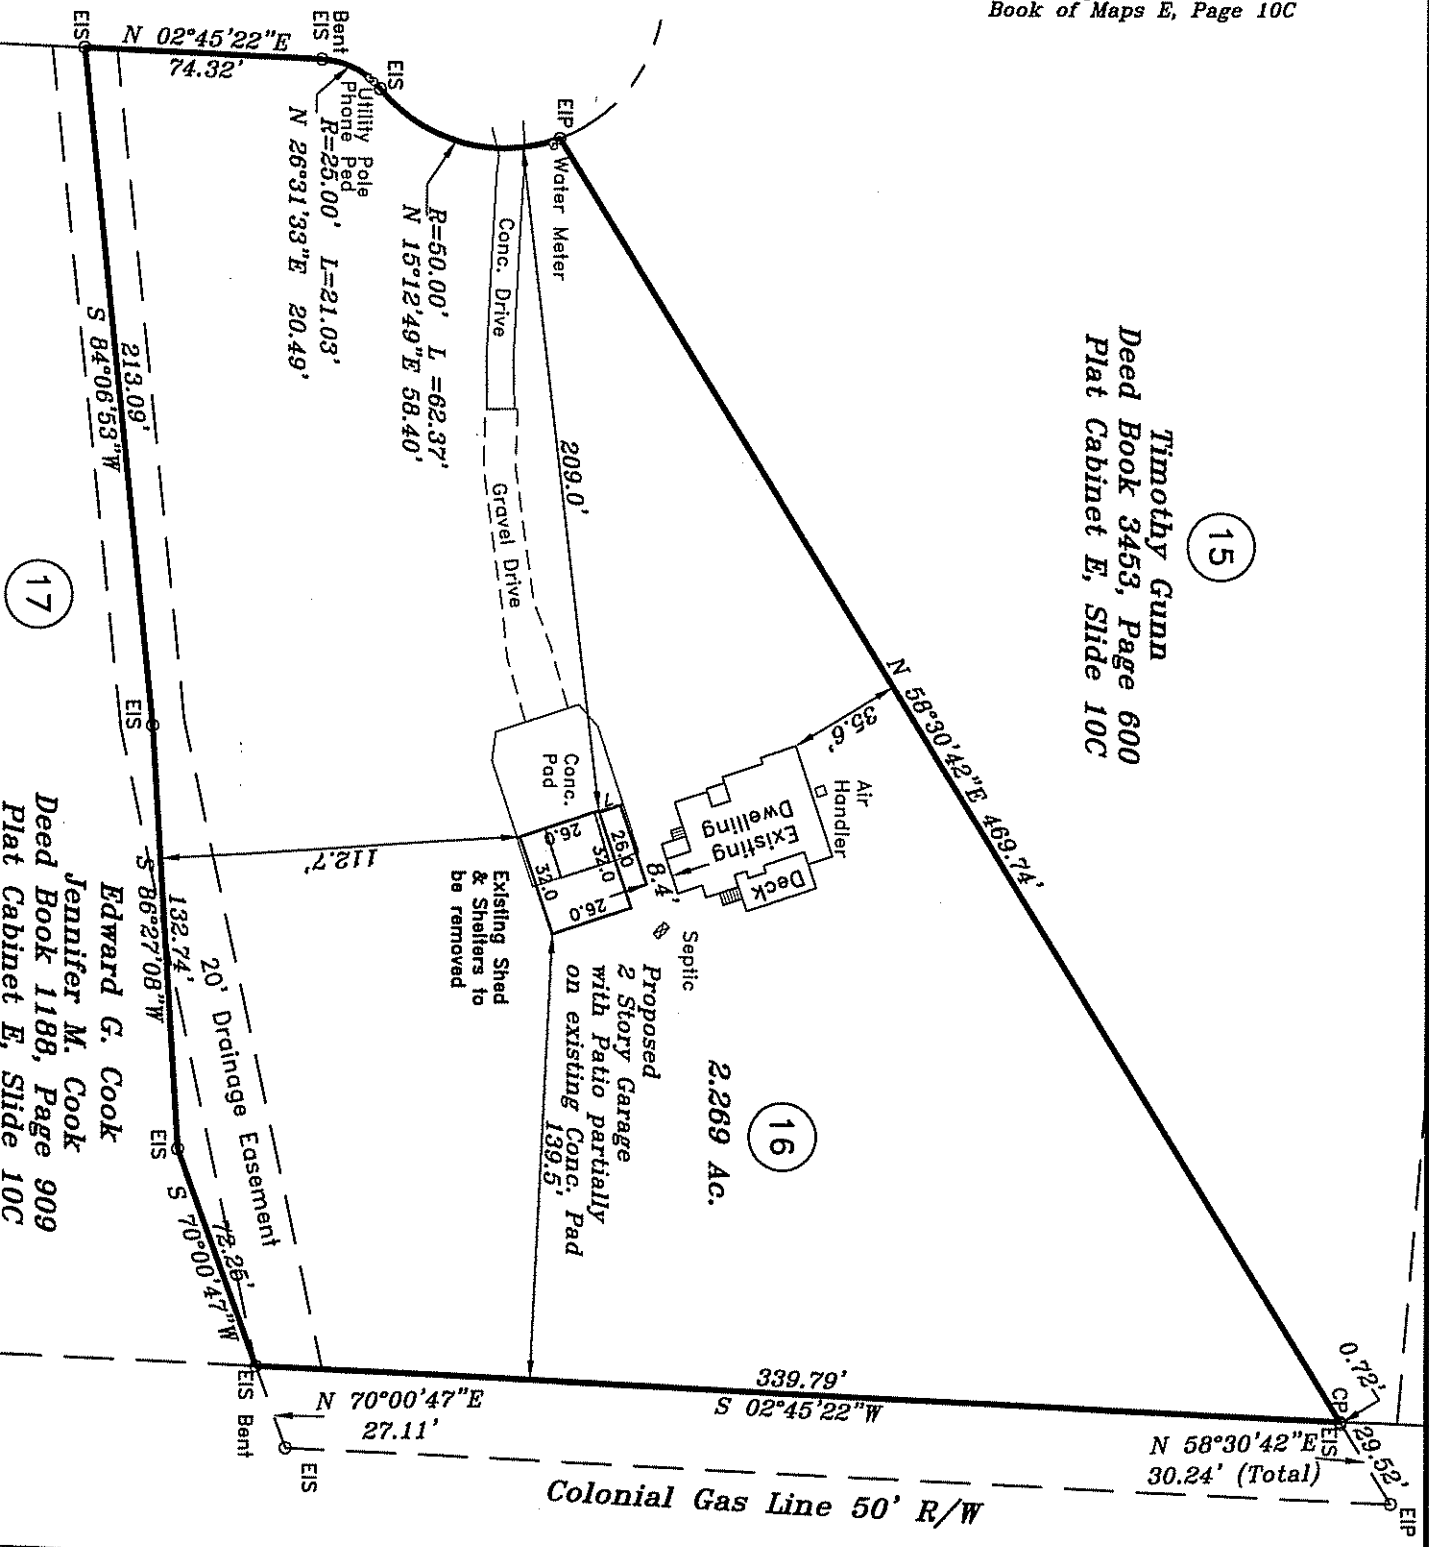 Book of Maps E, Page 10C
15
Timothy Gunn
Deed Book 3453, Page 600
Plat Cabinet E, Slide 10C
EIS
N 02°45'22"E
74.32'
Bent
EIS
EIS
Utility Pole
Phone Ped
R=25.00' L=21.03'
N 26°31'33"E 20.49'
EIP
Water Meter
R=50.00' L =62.37'
N 15°12'49"E 58.40'
Conc. Drive
Gravel Drive
209.0'
N 58°30'42"E 469.74'
35.6'
Air
Handler
Existing
Dwelling
Deck
8.4'
Septic
Conc.
Pad
7
26.0
26.0
32.0
32.0
26.0
Existing Shed
& Shelters to
be removed
Proposed
2 Story Garage
with Patio partially
on existing Conc. Pad
139.5'
112.7'
16
2.269 Ac.
213.09'
S 84°06'53"W
EIS
132.74'
S 86°27'08"W
EIS
20' Drainage Easement
72.25'
S 70°00'47"W
EIS Bent
N 70°00'47"E
27.11'
EIS
339.79'
S 02°45'22"W
0.72'
CP
EIS
29.52'
EIP
N 58°30'42"E
30.24' (Total)
Colonial Gas Line 50' R/W
17
Edward G. Cook
Jennifer M. Cook
Deed Book 1188, Page 909
Plat Cabinet E, Slide 10C